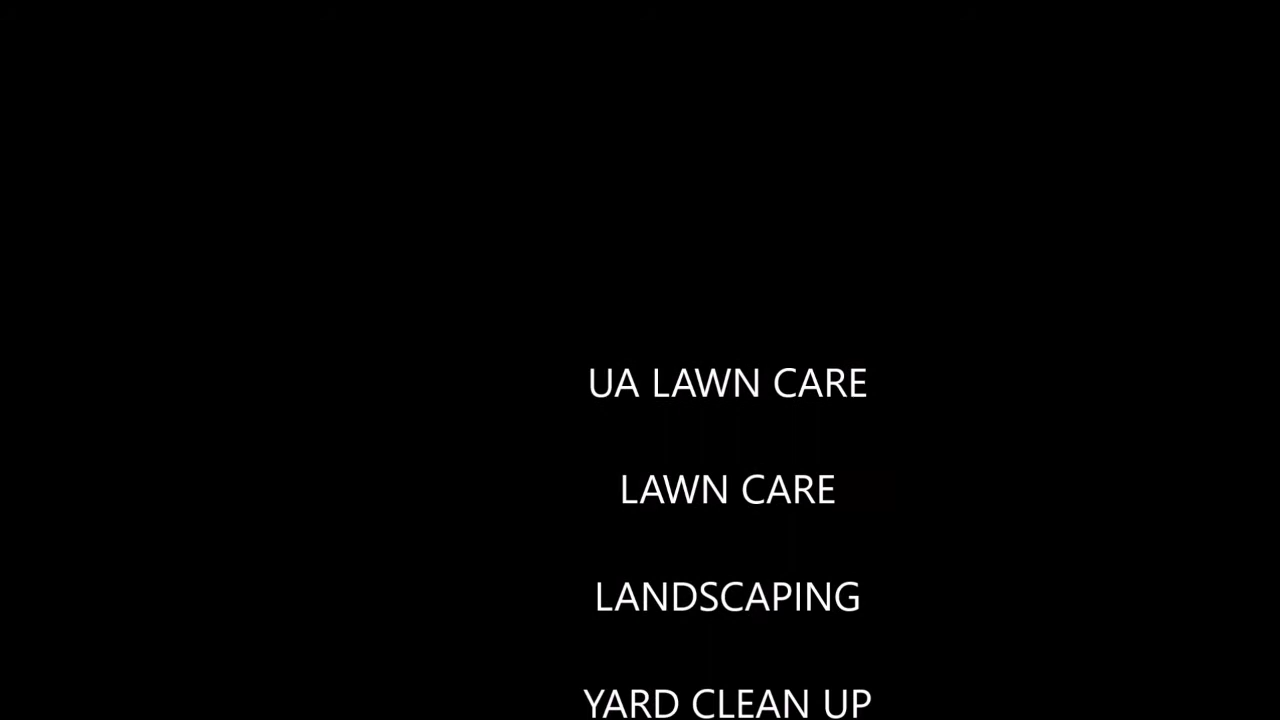 UA LAWN CARE
LAWN CARE
LANDSCAPING
YARD CLEAN UP